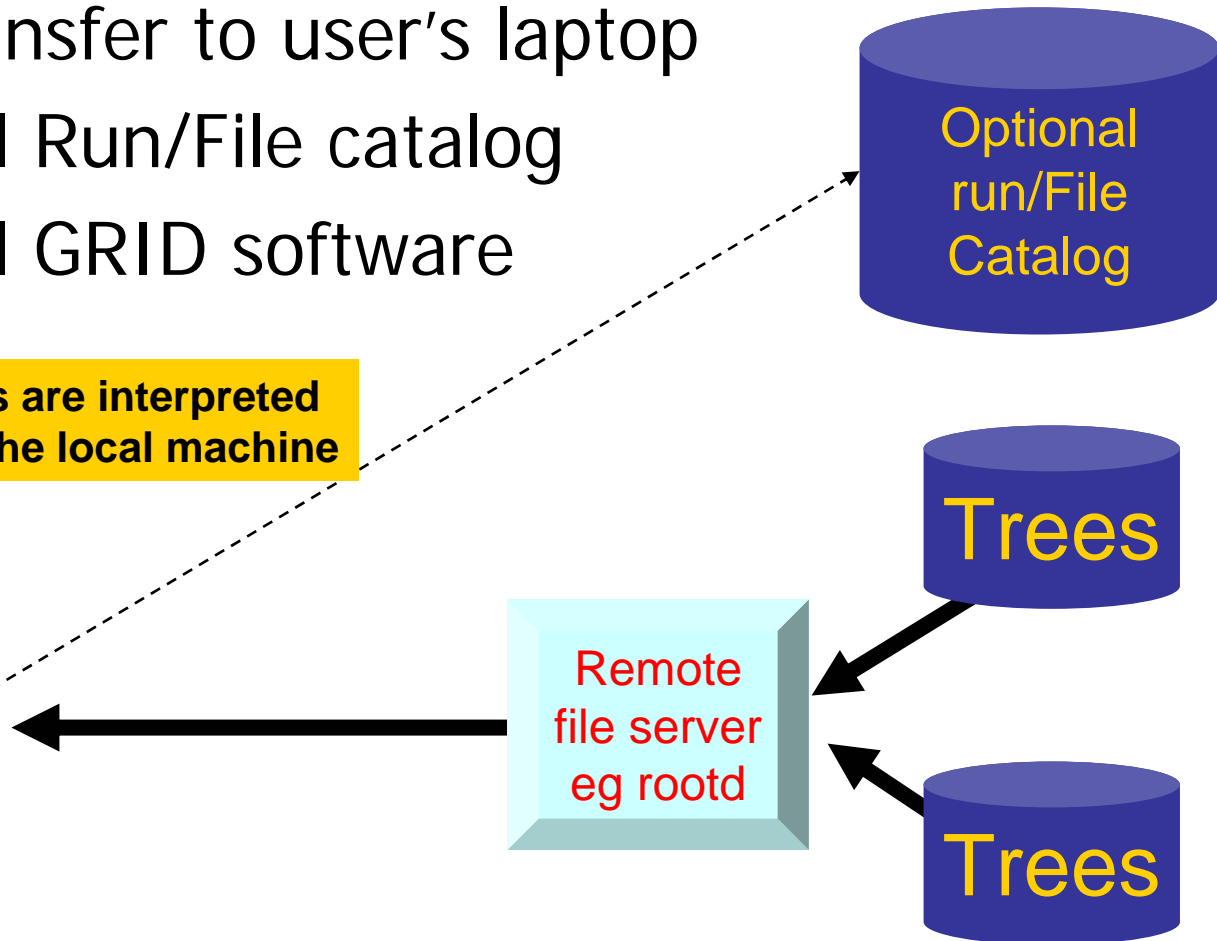 nsfer to user's laptop
Run/File catalog
GRID software
Optional
run/File
Catalog
s are interpreted
he local machine
Trees
Remote
file server
eg rootd
Trees